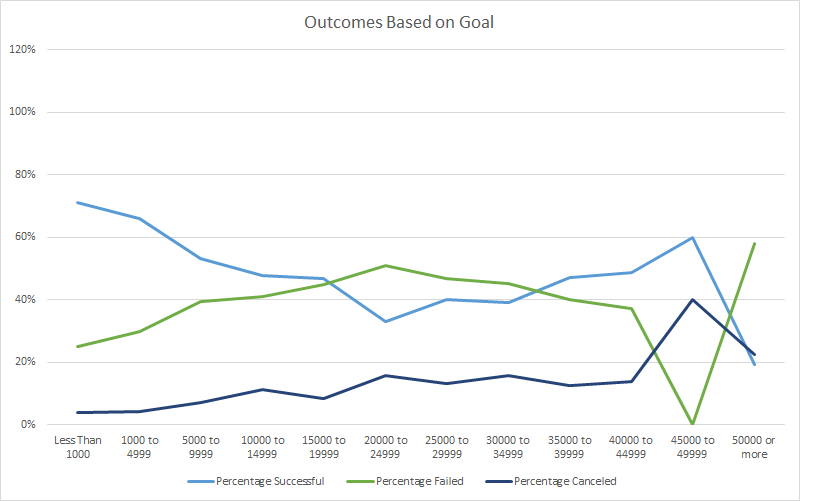 Outcomes Based on Goal
120%
100%
80%
60%
40%
20%
0%
Less Than 1000 to 5000 to 10000 to 15000 to 20000 to 25000 to 30000 to 35000 to 40000 to 45000 to 50000 or
1000 4999 9999 14999 19999 24999 29999 34999 39999 44999 49999 more
Percentage Successful Percentage Failed Percentage Canceled